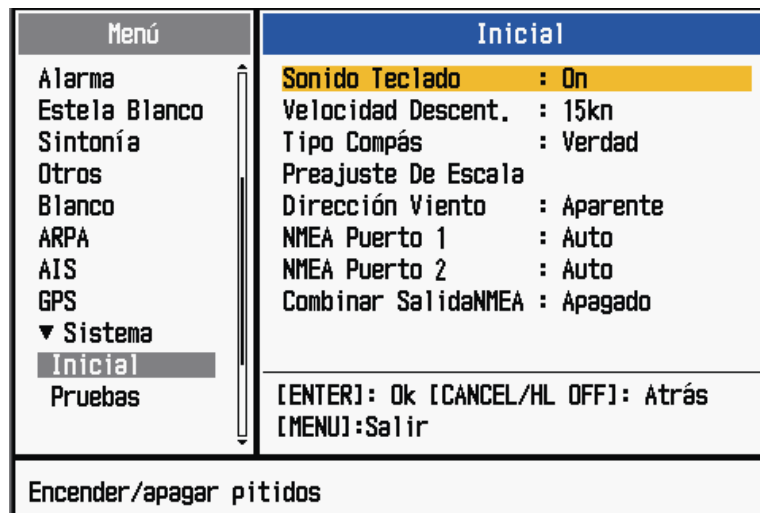 Menú
Alarma
Estela Blanco
Sintonía
Otros
Blanco
ARPA
AIS
GPS
▼ Sistema
Inicial
Pruebas
Inicial
Sonido Teclado : On
Velocidad Descent. : 15kn
Tipo Compás : Verdad
Preajuste De Escala
Dirección Viento : Aparente
NMEA Puerto 1 : Auto
NMEA Puerto 2 : Auto
Combinar SalidaNMEA : Apagado
[ENTER]: Ok [CANCEL/HL OFF]: Atrás
[MENU]:Salir
Encender/apagar pitidos